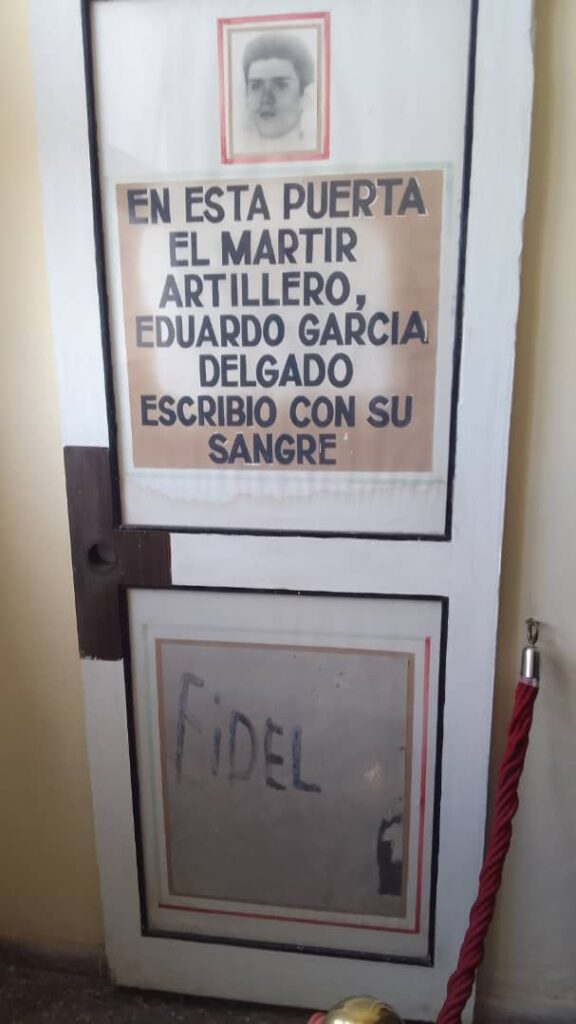 EN ESTA PUERTA
EL MARTIR
ARTILLERO,
EDUARDO GARCIA
DELGADO
ESCRIBIO CON SU
SANGRE
FiDEL